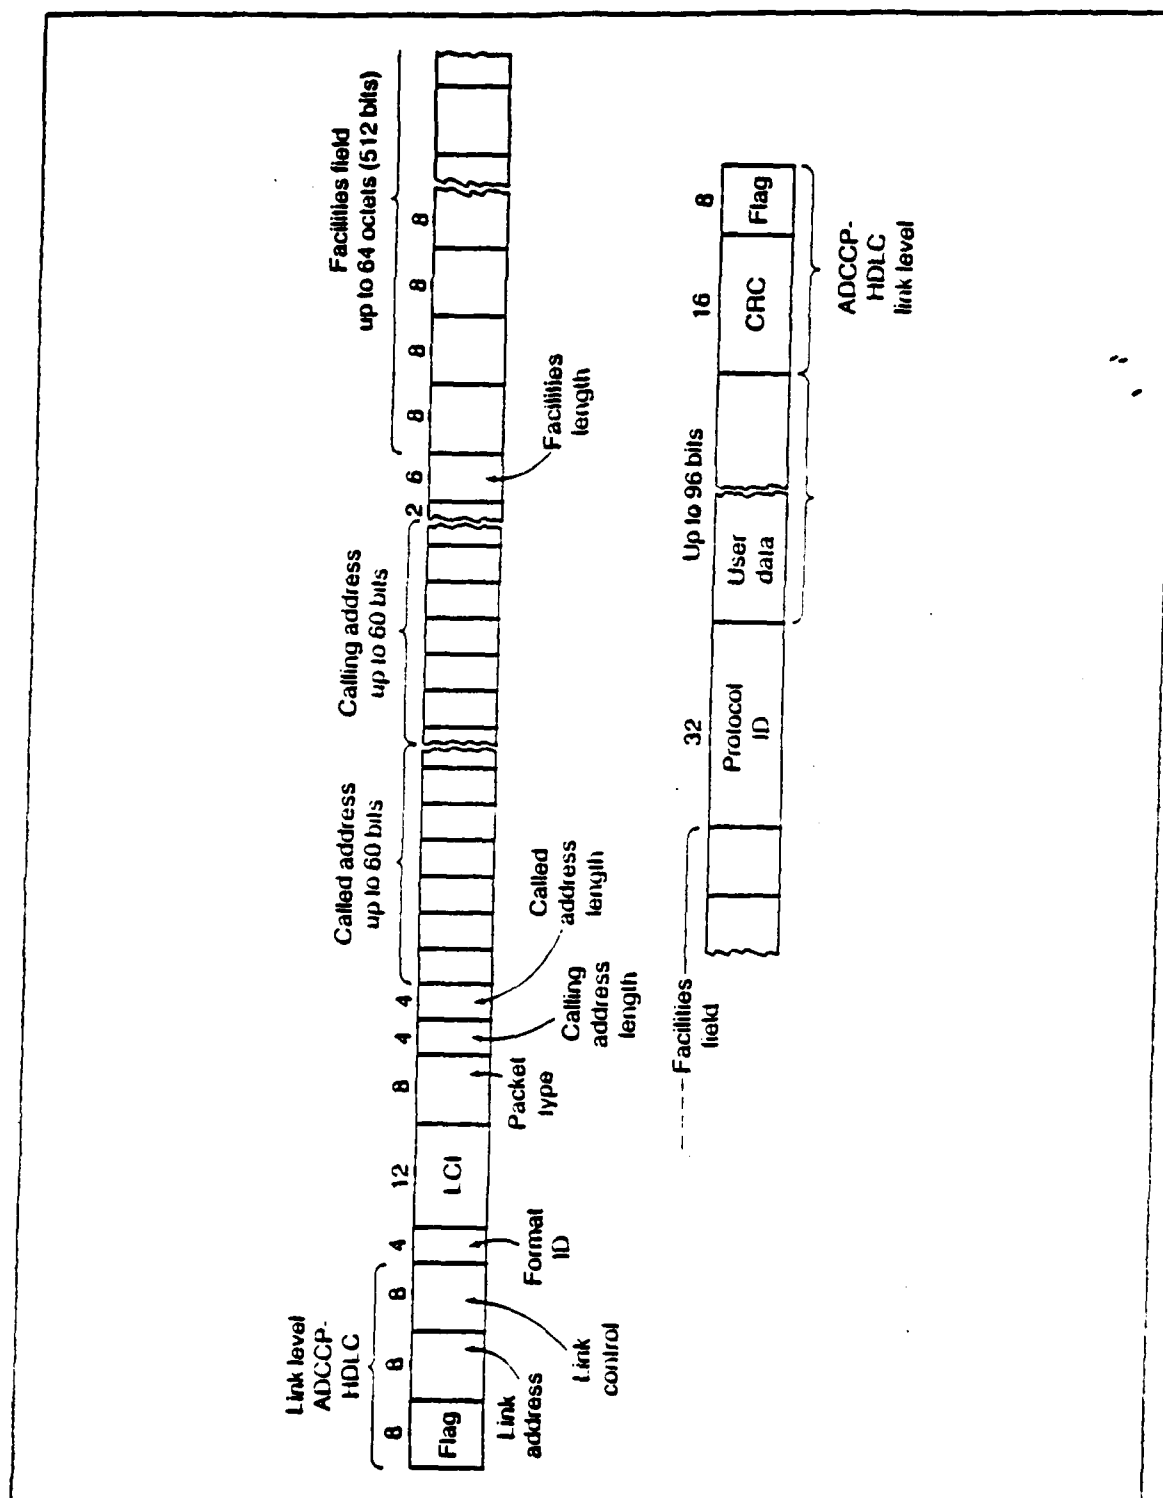 Link level
ADCCP-
HDLC
8
8
8
4
12
8
4
4
Flag
LCI
Link
address
Link
control
Format
ID
Packet
type
Calling
address
length
Called
address
length
Called address
up to 60 bits
Calling address
up to 60 bits
2
6
Facilities
length
Facilities field
up to 64 octets (512 bits)
8
8
8
8
Facilities
field
32
Up to 96 bits
16
8
Protocol
ID
User
data
CRC
Flag
ADCCP-
HDLC
link level